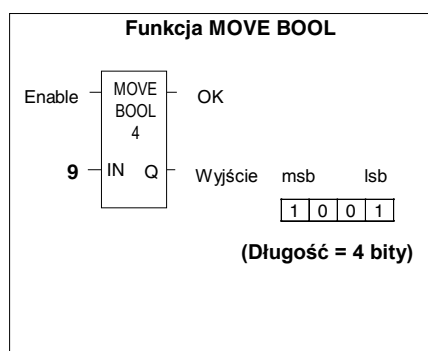 Funkcja MOVE BOOL
Enable MOVE OK
BOOL
4
9 IN Q Wyjście msb lsb
1 0 0 1
(Długość = 4 bity)